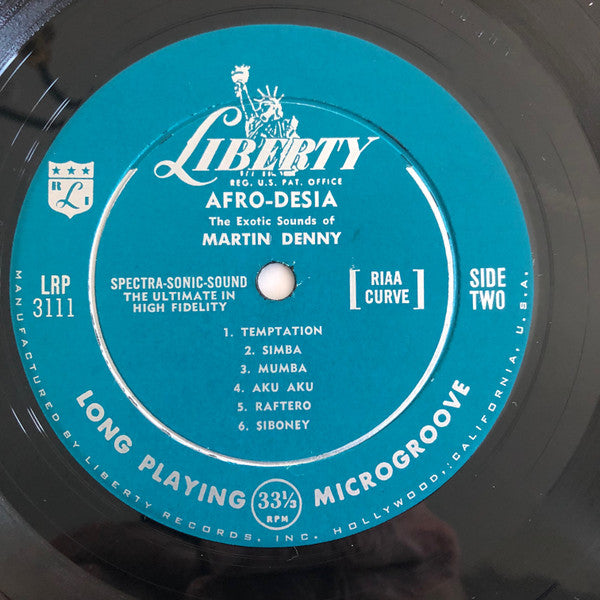 LIBERTY
REG. U.S. PAT. OFFICE
AFRO-DESIA
The Exotic Sounds of
MARTIN DENNY
R L I
LRP
3111
SPECTRA-SONIC-SOUND
THE ULTIMATE IN
HIGH FIDELITY
[ RIAA
CURVE ]
SIDE
TWO
1. TEMPTATION
2. SIMBA
3. MUMBA
4. AKU AKU
5. RAFTERO
6. SIBONEY
LONG PLAYING 33⅓ RPM MICROGROOVE
MANUFACTURED BY LIBERTY RECORDS, INC. HOLLYWOOD, CALIFORNIA, U.S.A.